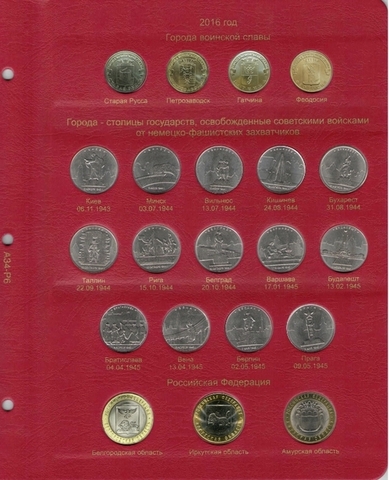 2016 год
Города воинской славы
Старая Русса Петрозаводск Гатчина Феодосия
Города - столицы государств, освобожденные советскими войсками
от немецко-фашистских захватчиков
Киев Минск Вильнюс Кишинев Бухарест
06.11.1943 03.07.1944 13.07.1944 24.08.1944 31.08.1944
Таллин Рига Белград Варшава Будапешт
22.09.1944 15.10.1944 20.10.1944 17.01.1945 13.02.1945
Братислава Вена Берлин Прага
04.04.1945 13.04.1945 02.05.1945 09.05.1945
Российская Федерация
Белгородская область Иркутская область Амурская область
A34-P6